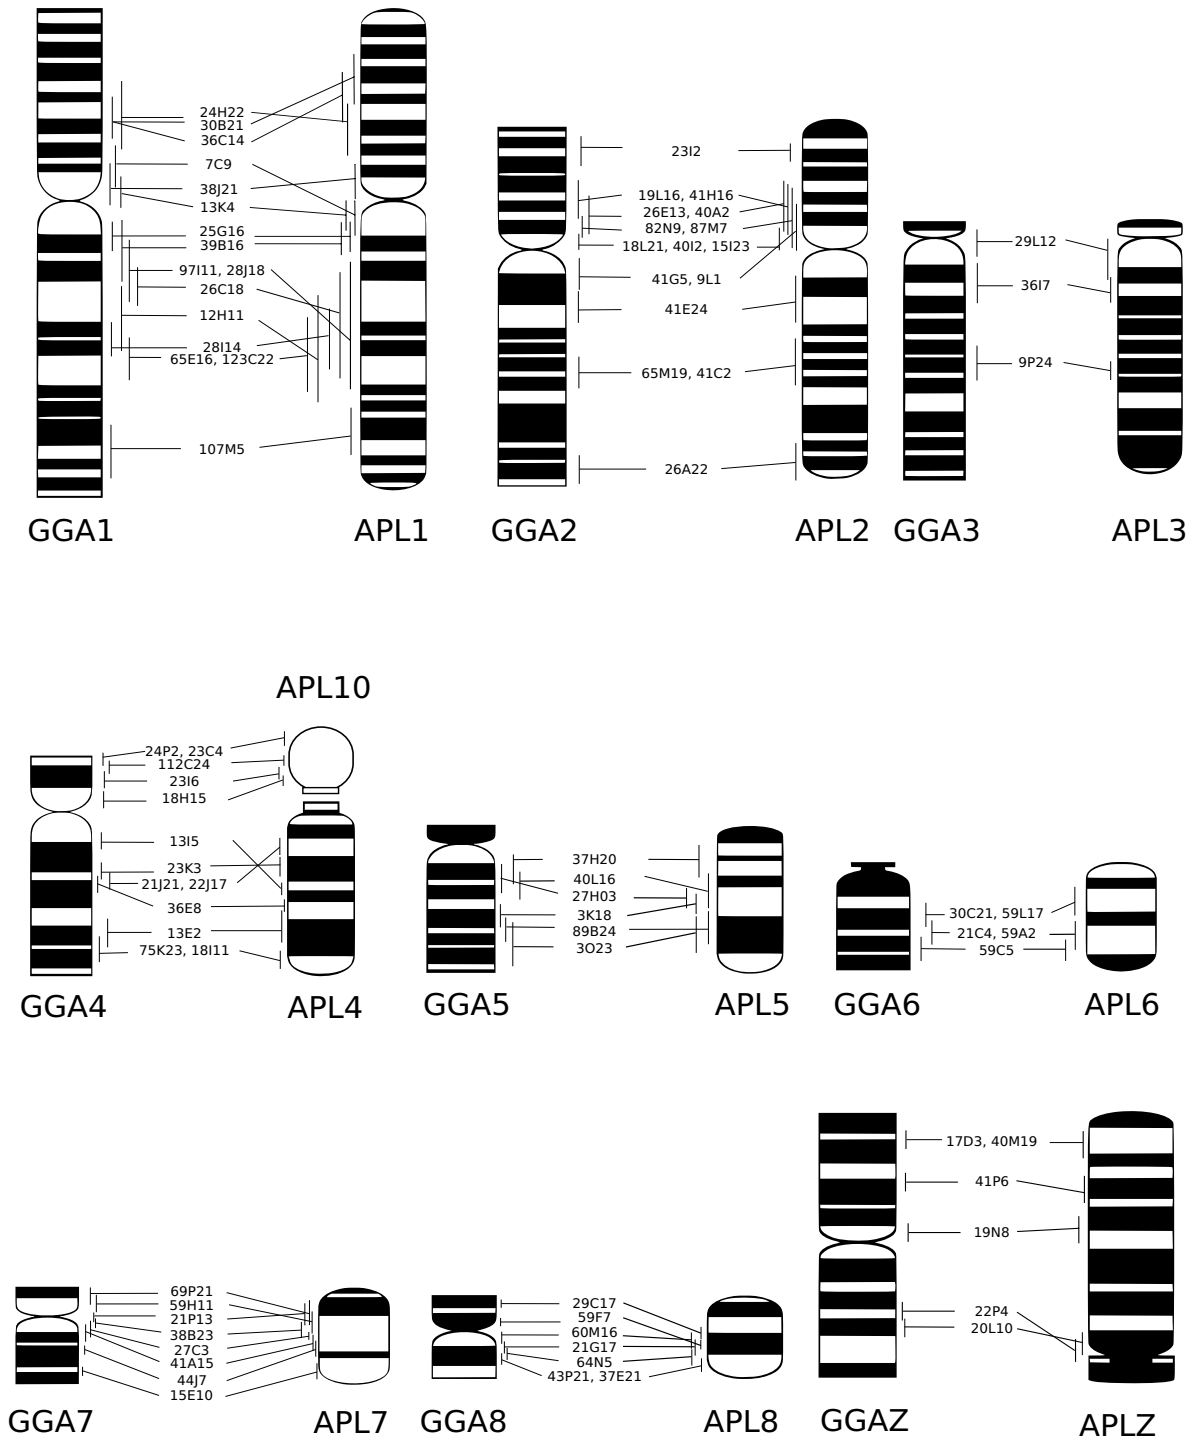 24H22
30B21
36C14
7C9
38J21
13K4
25G16
39B16
97I11, 28J18
26C18
12H11
28I14
65E16, 123C22
107M5
GGA1
APL1
23I2
19L16, 41H16
26E13, 40A2
82N9, 87M7
18L21, 40I2, 15I23
41G5, 9L1
41E24
65M19, 41C2
26A22
GGA2
APL2
29L12
36I7
9P24
GGA3
APL3
APL10
24P2, 23C4
112C24
23I6
18H15
13I5
23K3
21J21, 22J17
36E8
13E2
75K23, 18I11
GGA4
APL4
37H20
40L16
27H03
3K18
89B24
3O23
GGA5
APL5
30C21, 59L17
21C4, 59A2
59C5
GGA6
APL6
69P21
59H11
21P13
38B23
27C3
41A15
44J7
15E10
GGA7
APL7
29C17
59F7
60M16
21G17
64N5
43P21, 37E21
GGA8
APL8
17D3, 40M19
41P6
19N8
22P4
20L10
GGAZ
APLZ